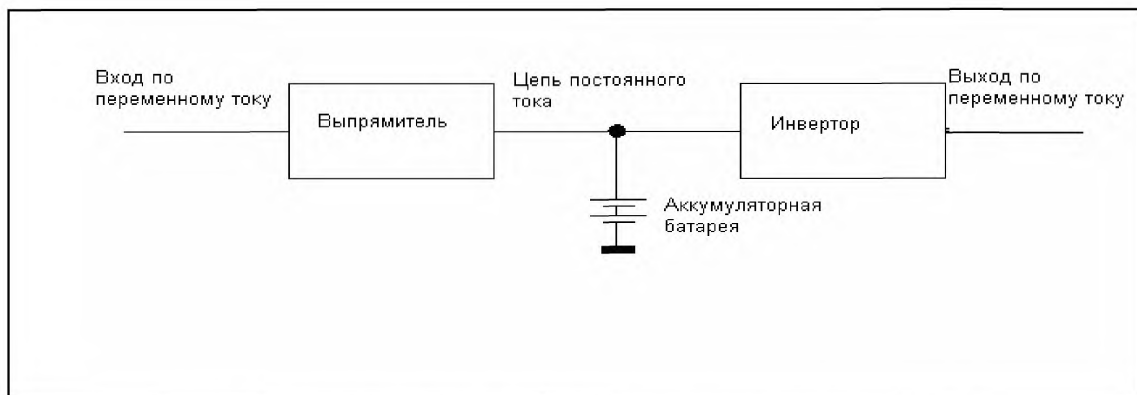 Вход по
переменному току
Выпрямитель
Цепь постоянного
тока
Инвертор
Выход по
переменному току
Аккумуляторная
батарея